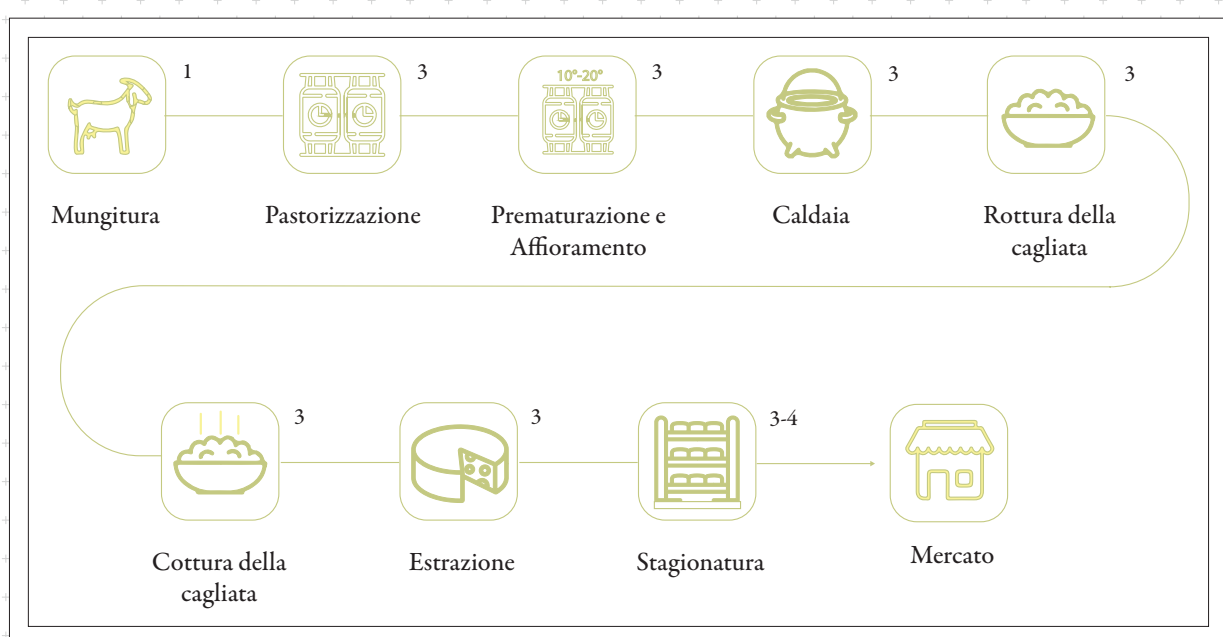 1
3
10°-20°
3
3
3
Mungitura
Pastorizzazione
Prematurazione e
Affioramento
Caldaia
Rottura della
cagliata
3
3
3-4
Cottura della
cagliata
Estrazione
Stagionatura
Mercato